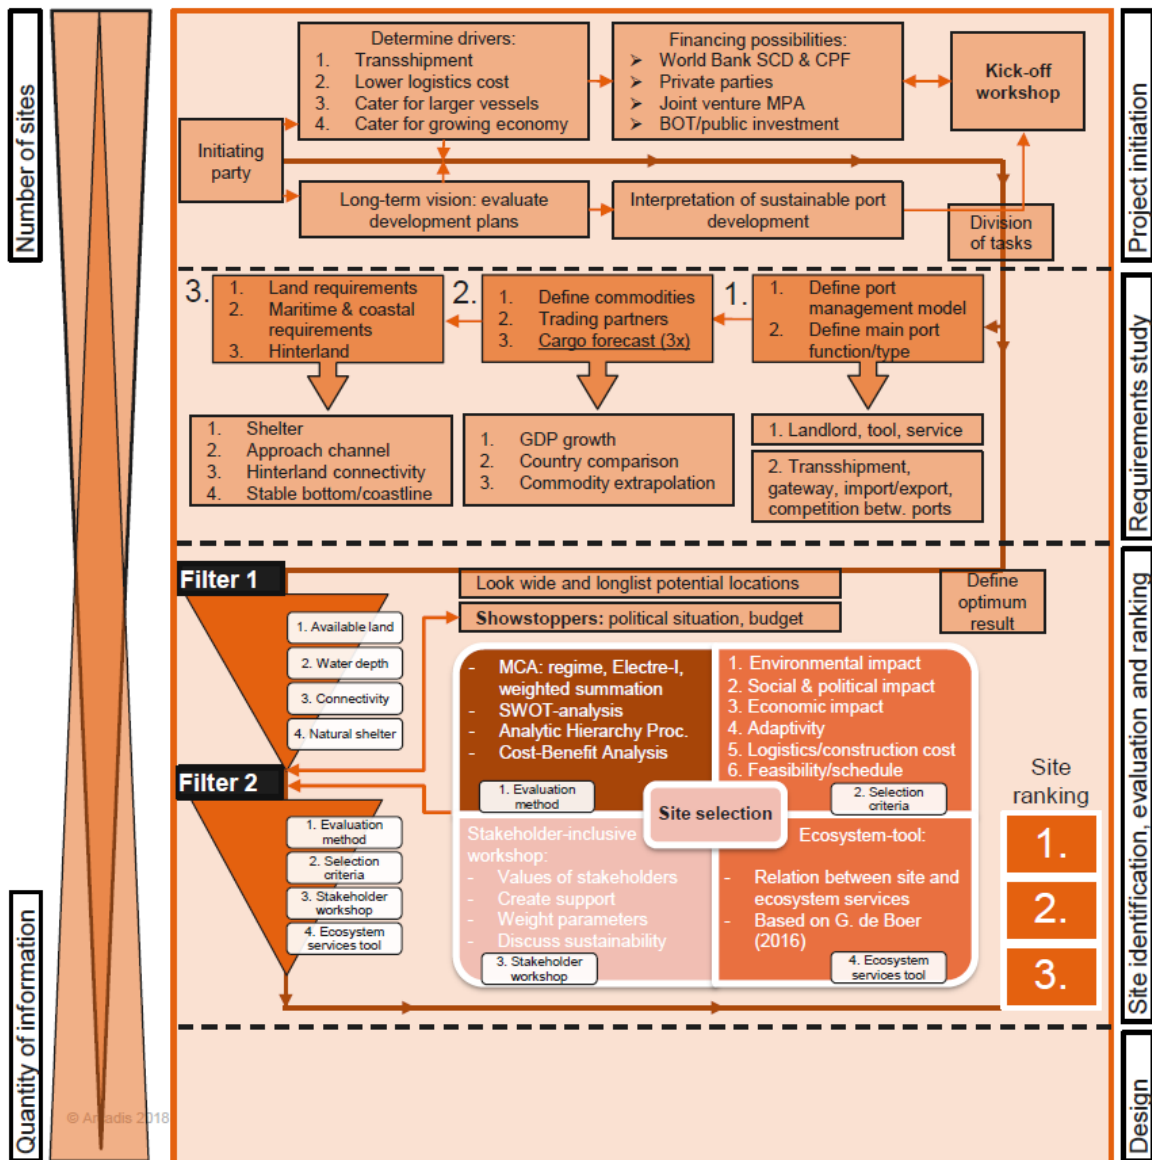 Number of sites
Quantity of information
Project initiation
Requirements study
Site identification, evaluation and ranking
Design
Initiating
party
Determine drivers:
1. Transshipment
2. Lower logistics cost
3. Cater for larger vessels
4. Cater for growing economy
Financing possibilities:
➢ World Bank SCD & CPF
➢ Private parties
➢ Joint venture MPA
➢ BOT/public investment
Kick-off
workshop
Long-term vision: evaluate
development plans
Interpretation of sustainable port
development
Division
of tasks
3.
1. Land requirements
2. Maritime & coastal
requirements
3. Hinterland
2.
1. Define commodities
2. Trading partners
3. Cargo forecast (3x)
1.
1. Define port
management model
2. Define main port
function/type
1. Shelter
2. Approach channel
3. Hinterland connectivity
4. Stable bottom/coastline
1. GDP growth
2. Country comparison
3. Commodity extrapolation
1. Landlord, tool, service
2. Transshipment,
gateway, import/export,
competition betw. ports
Filter 1
1. Available land
2. Water depth
3. Connectivity
4. Natural shelter
Look wide and longlist potential locations
Showstoppers: political situation, budget
Define
optimum
result
Filter 2
1. Evaluation
method
2. Selection
criteria
3. Stakeholder
workshop
4. Ecosystem
services tool
- MCA: regime, Electre-I,
weighted summation
- SWOT-analysis
- Analytic Hierarchy Proc.
- Cost-Benefit Analysis
1. Evaluation
method
1. Environmental impact
2. Social & political impact
3. Economic impact
4. Adaptivity
5. Logistics/construction cost
6. Feasibility/schedule
2. Selection
criteria
Site selection
Stakeholder-inclusive
workshop:
- Values of stakeholders
- Create support
- Weight parameters
- Discuss sustainability
3. Stakeholder
workshop
Ecosystem-tool:
- Relation between site and
ecosystem services
- Based on G. de Boer
(2016)
4. Ecosystem
services tool
Site
ranking
1.
2.
3.
© Arcadis 2018